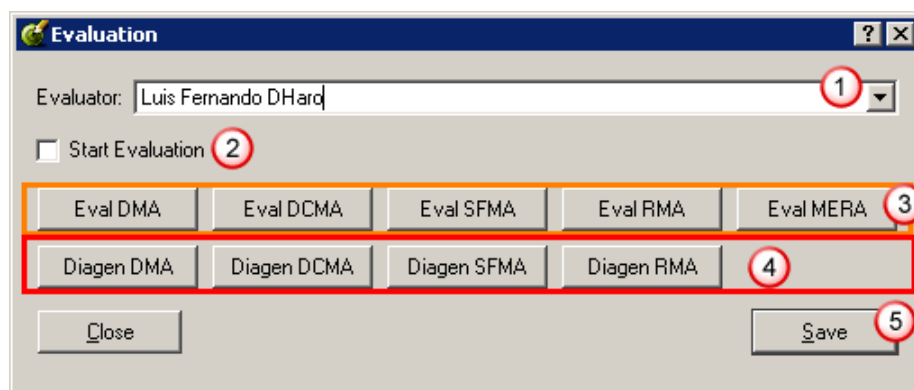 Evaluation
Evaluator: Luis Fernando DHaro 1
Start Evaluation 2
Eval DMA Eval DCMA Eval SFMA Eval RMA Eval MERA 3
Diagen DMA Diagen DCMA Diagen SFMA Diagen RMA 4
Close Save 5